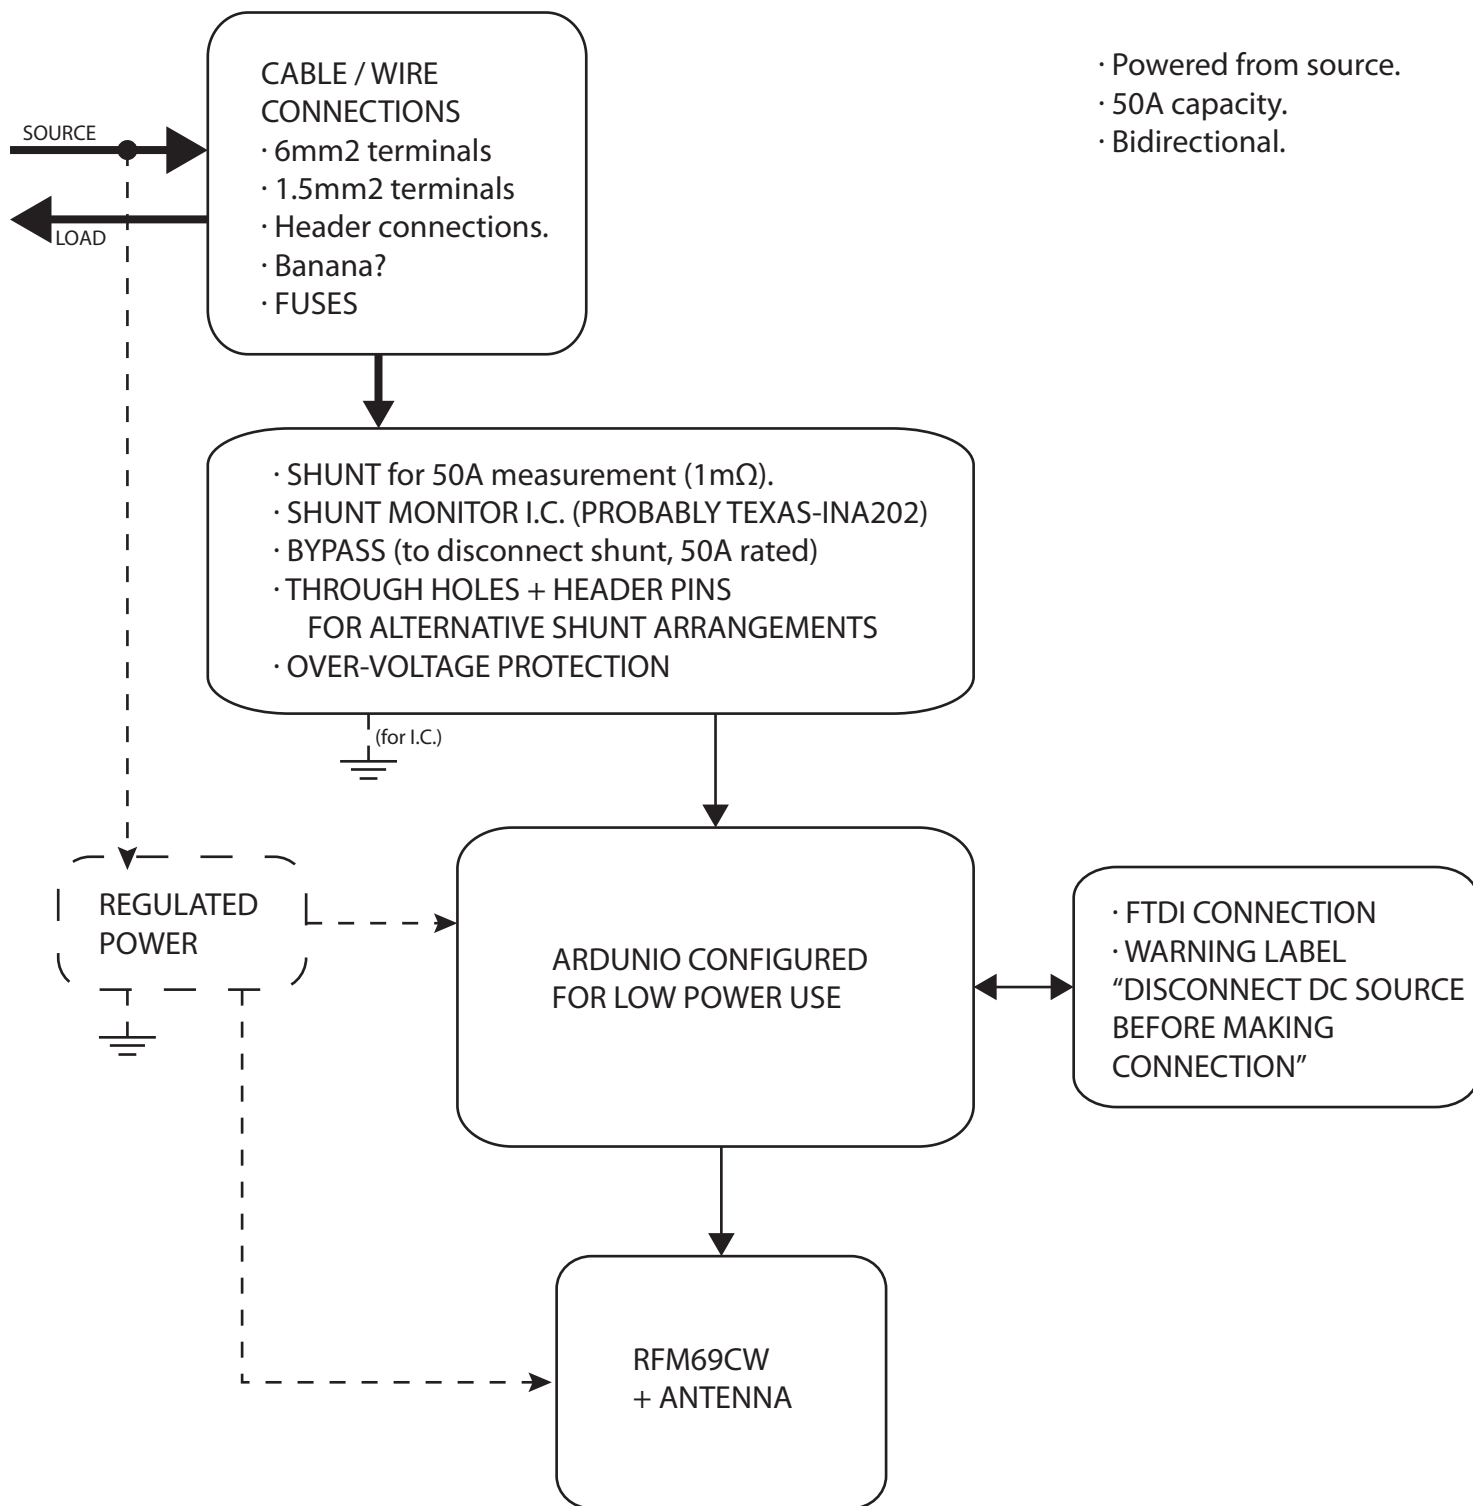 SOURCE
LOAD
CABLE / WIRE
CONNECTIONS
· 6mm2 terminals
· 1.5mm2 terminals
· Header connections.
· Banana?
· FUSES
· Powered from source.
· 50A capacity.
· Bidirectional.
· SHUNT for 50A measurement (1mΩ).
· SHUNT MONITOR I.C. (PROBABLY TEXAS-INA202)
· BYPASS (to disconnect shunt, 50A rated)
· THROUGH HOLES + HEADER PINS
FOR ALTERNATIVE SHUNT ARRANGEMENTS
· OVER-VOLTAGE PROTECTION
(for I.C.)
REGULATED
POWER
ARDUNIO CONFIGURED
FOR LOW POWER USE
· FTDI CONNECTION
· WARNING LABEL
“DISCONNECT DC SOURCE
BEFORE MAKING
CONNECTION”
RFM69CW
+ ANTENNA